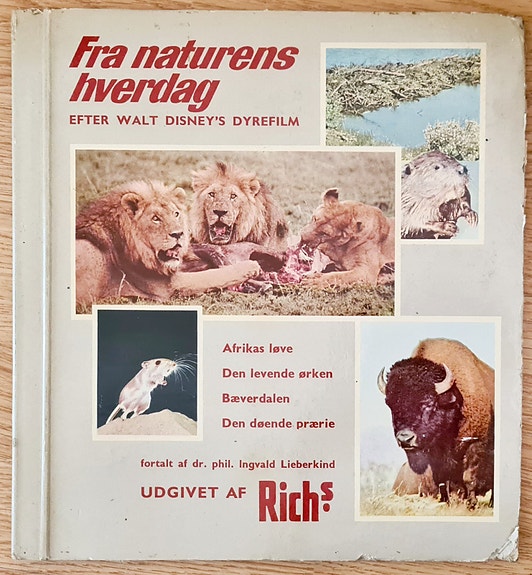 Fra naturens
hverdag
EFTER WALT DISNEY'S DYREFILM
Afrikas løve
Den levende ørken
Bæverdalen
Den døende prærie
fortalt af dr. phil. Ingvald Lieberkind
UDGIVET AF Richs.